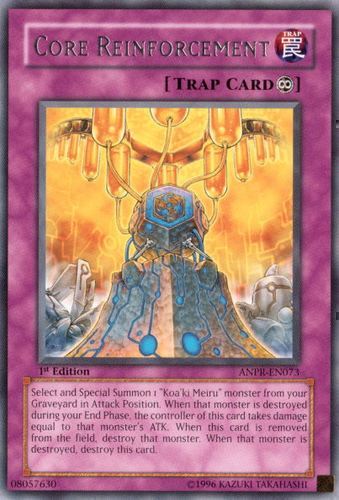 CORE REINFORCEMENT
TRAP
罠
[TRAP CARD∞]
1st Edition
ANPR-EN073
Select and Special Summon 1 "Koa'ki Meiru" monster from your
Graveyard in Attack Position. When that monster is destroyed
during your End Phase, the controller of this card takes damage
equal to that monster's ATK. When this card is removed
from the field, destroy that monster. When that monster is
destroyed, destroy this card.
08057630
©1996 KAZUKI TAKAHASHI